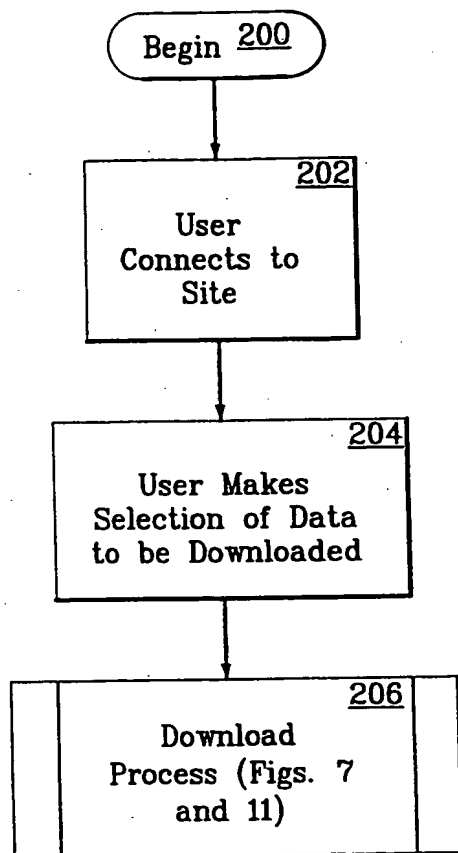 Begin 200
202
User
Connects to
Site
204
User Makes
Selection of Data
to be Downloaded
206
Download
Process (Figs. 7
and 11)